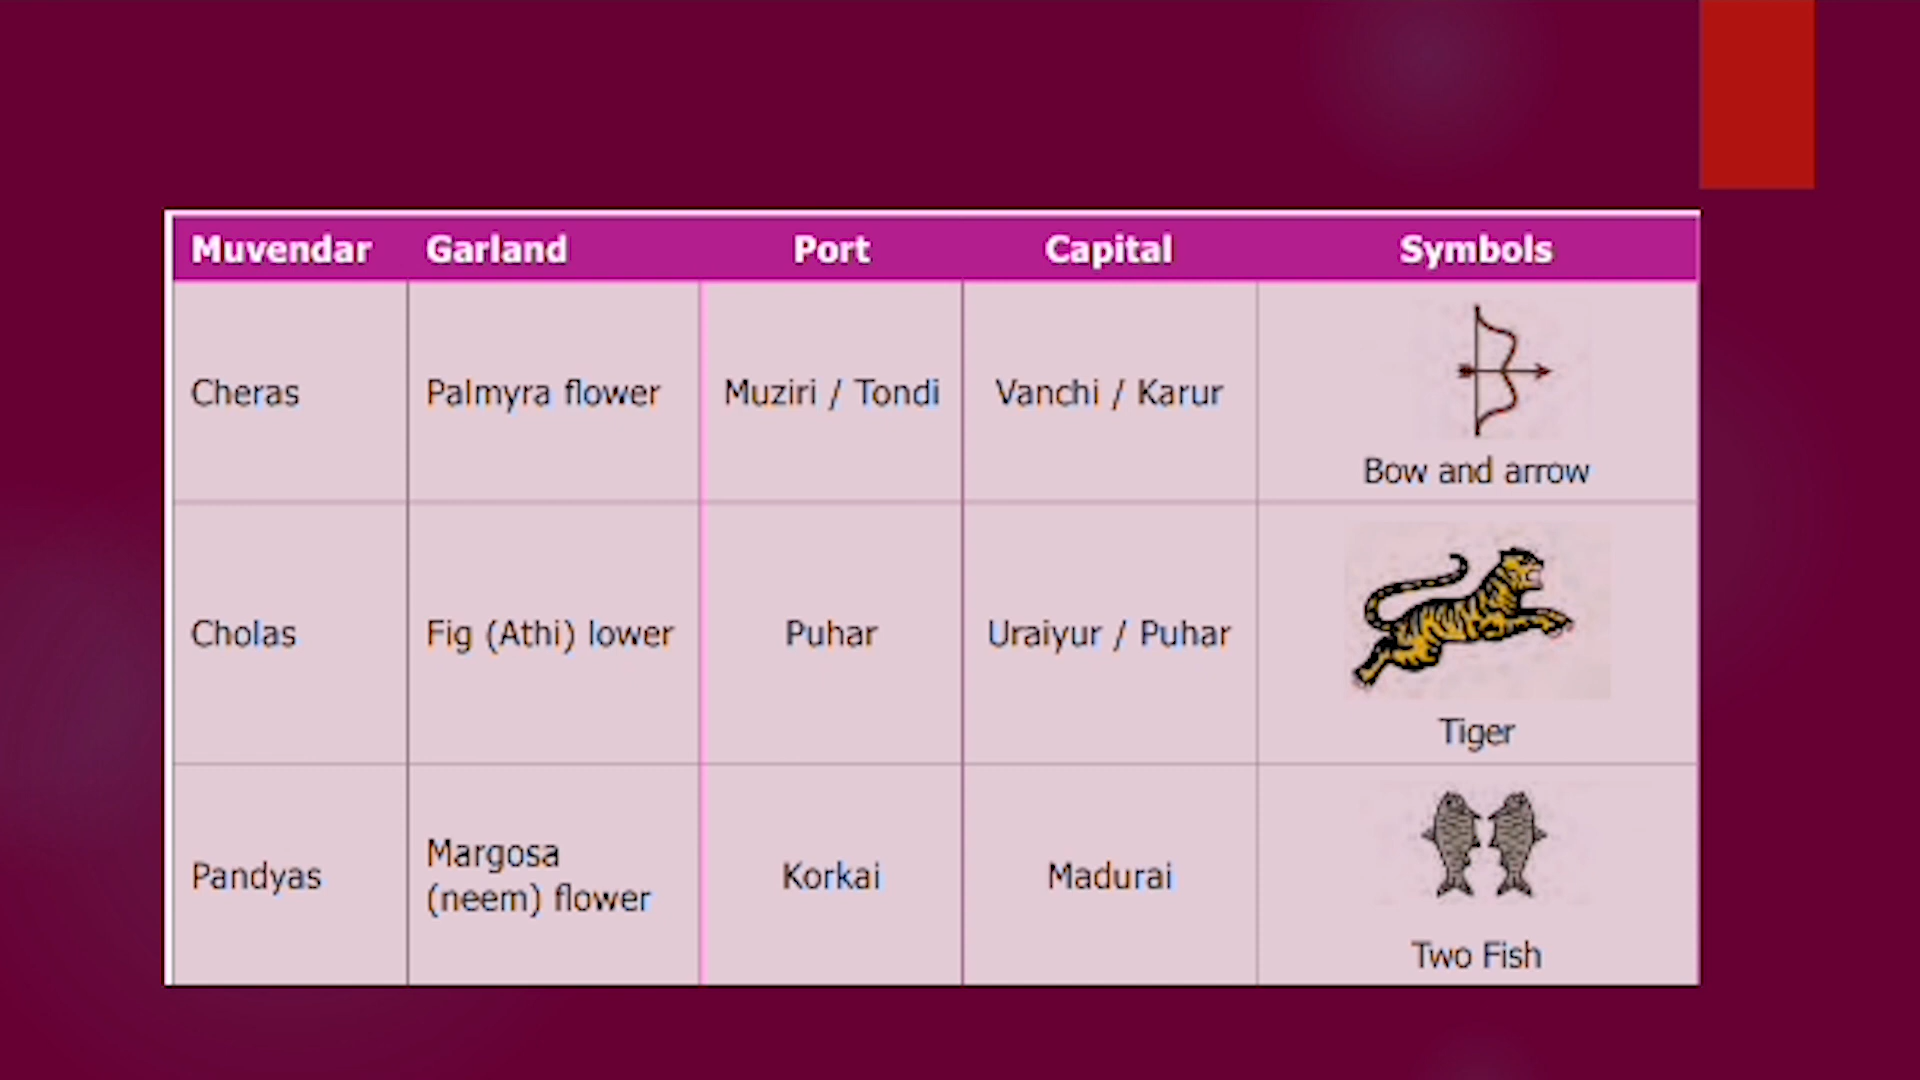 Muvendar Garland Port Capital Symbols
Cheras Palmyra flower Muziri / Tondi Vanchi / Karur
Bow and arrow
Cholas Fig (Athi) lower Puhar Uraiyur / Puhar
Tiger
Pandyas Margosa
(neem) flower Korkai Madurai
Two Fish